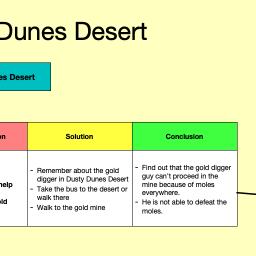 Dunes Desert
es Desert
on
Solution
Conclusion
help
old
- Remember about the gold
digger in Dusty Dunes Desert
- Take the bus to the desert or
walk there
- Walk to the gold mine
- Find out that the gold digger
guy can't proceed in the
mine because of moles
everywhere.
- He is not able to defeat the
moles.